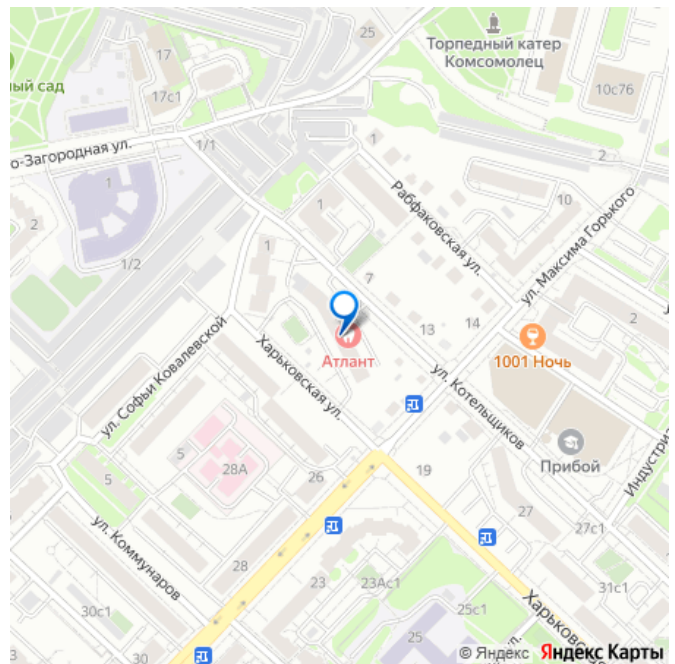 25
Торпедный катер
Комсомолец
17
17с1
10с76
ый сад
о-Загородная ул.
1/1
1
2
1
Рабфаковская ул.
1
10
2
1
1/2
ул. Максима Горького
7
13
14
2
Атлант
1001 Ночь
ул. Софьи Ковалевской
Харьковская ул.
ул. Котельщиков
Прибой
5
28А
5
26
19
Индустриа
27
27с1
ул. Коммунаров
28
23
23Ас1
31с1
30с1
25с1
Харьковс
ул.
30
25
© Яндекс Яндекс Карты